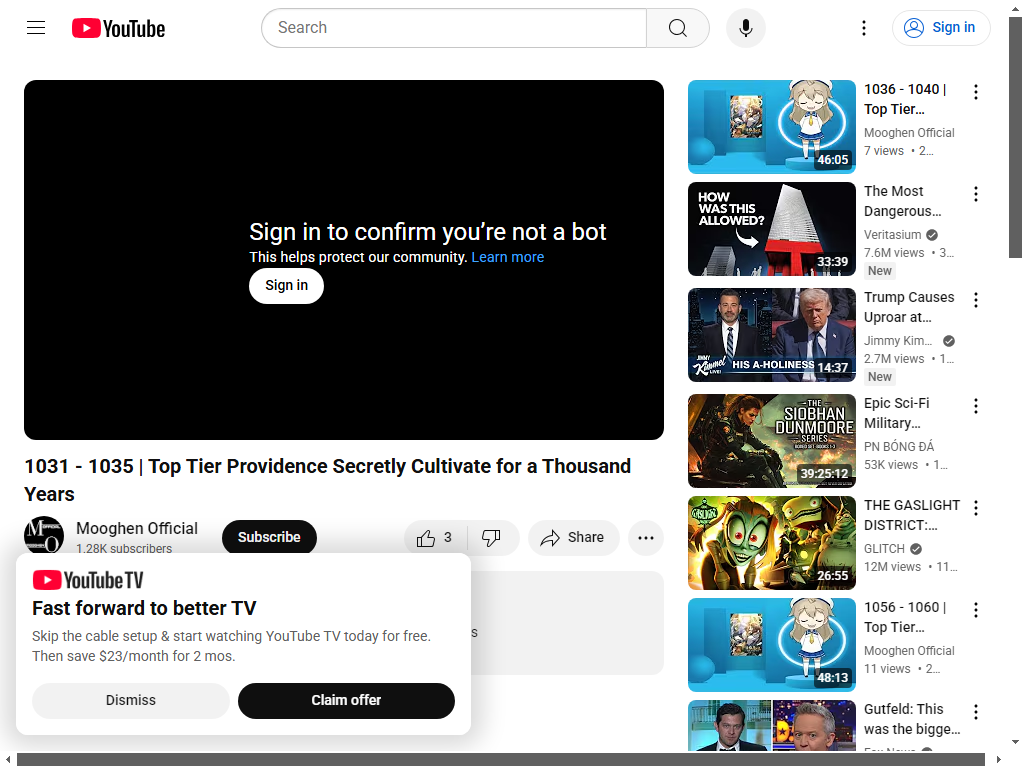 YouTube
Search
Sign in
Sign in to confirm you’re not a bot
This helps protect our community. Learn more
Sign in
1031 - 1035 | Top Tier Providence Secretly Cultivate for a Thousand
Years
Mooghen Official
1.28K subscribers
Subscribe
3
Share
s
YouTube TV
Fast forward to better TV
Skip the cable setup & start watching YouTube TV today for free.
Then save $23/month for 2 mos.
Dismiss
Claim offer
46:05
1036 - 1040 |
Top Tier...
Mooghen Official
7 views • 2...
HOW
WAS THIS
ALLOWED?
33:39
The Most
Dangerous...
Veritasium
7.6M views • 3...
New
JIMMY
Kimmel
LIVE!
HIS A-HOLINESS
14:37
Trump Causes
Uproar at...
Jimmy Kim...
2.7M views • 1...
New
THE
SIOBHAN
DUNMOORE
SERIES
39:25:12
Epic Sci-Fi
Military...
PN BÓNG ĐÁ
53K views • 1...
GASLIGHT
26:55
THE GASLIGHT
DISTRICT:...
GLITCH
12M views • 11...
48:13
1056 - 1060 |
Top Tier...
Mooghen Official
11 views • 2...
Gutfeld: This
was the bigge...
Fox News